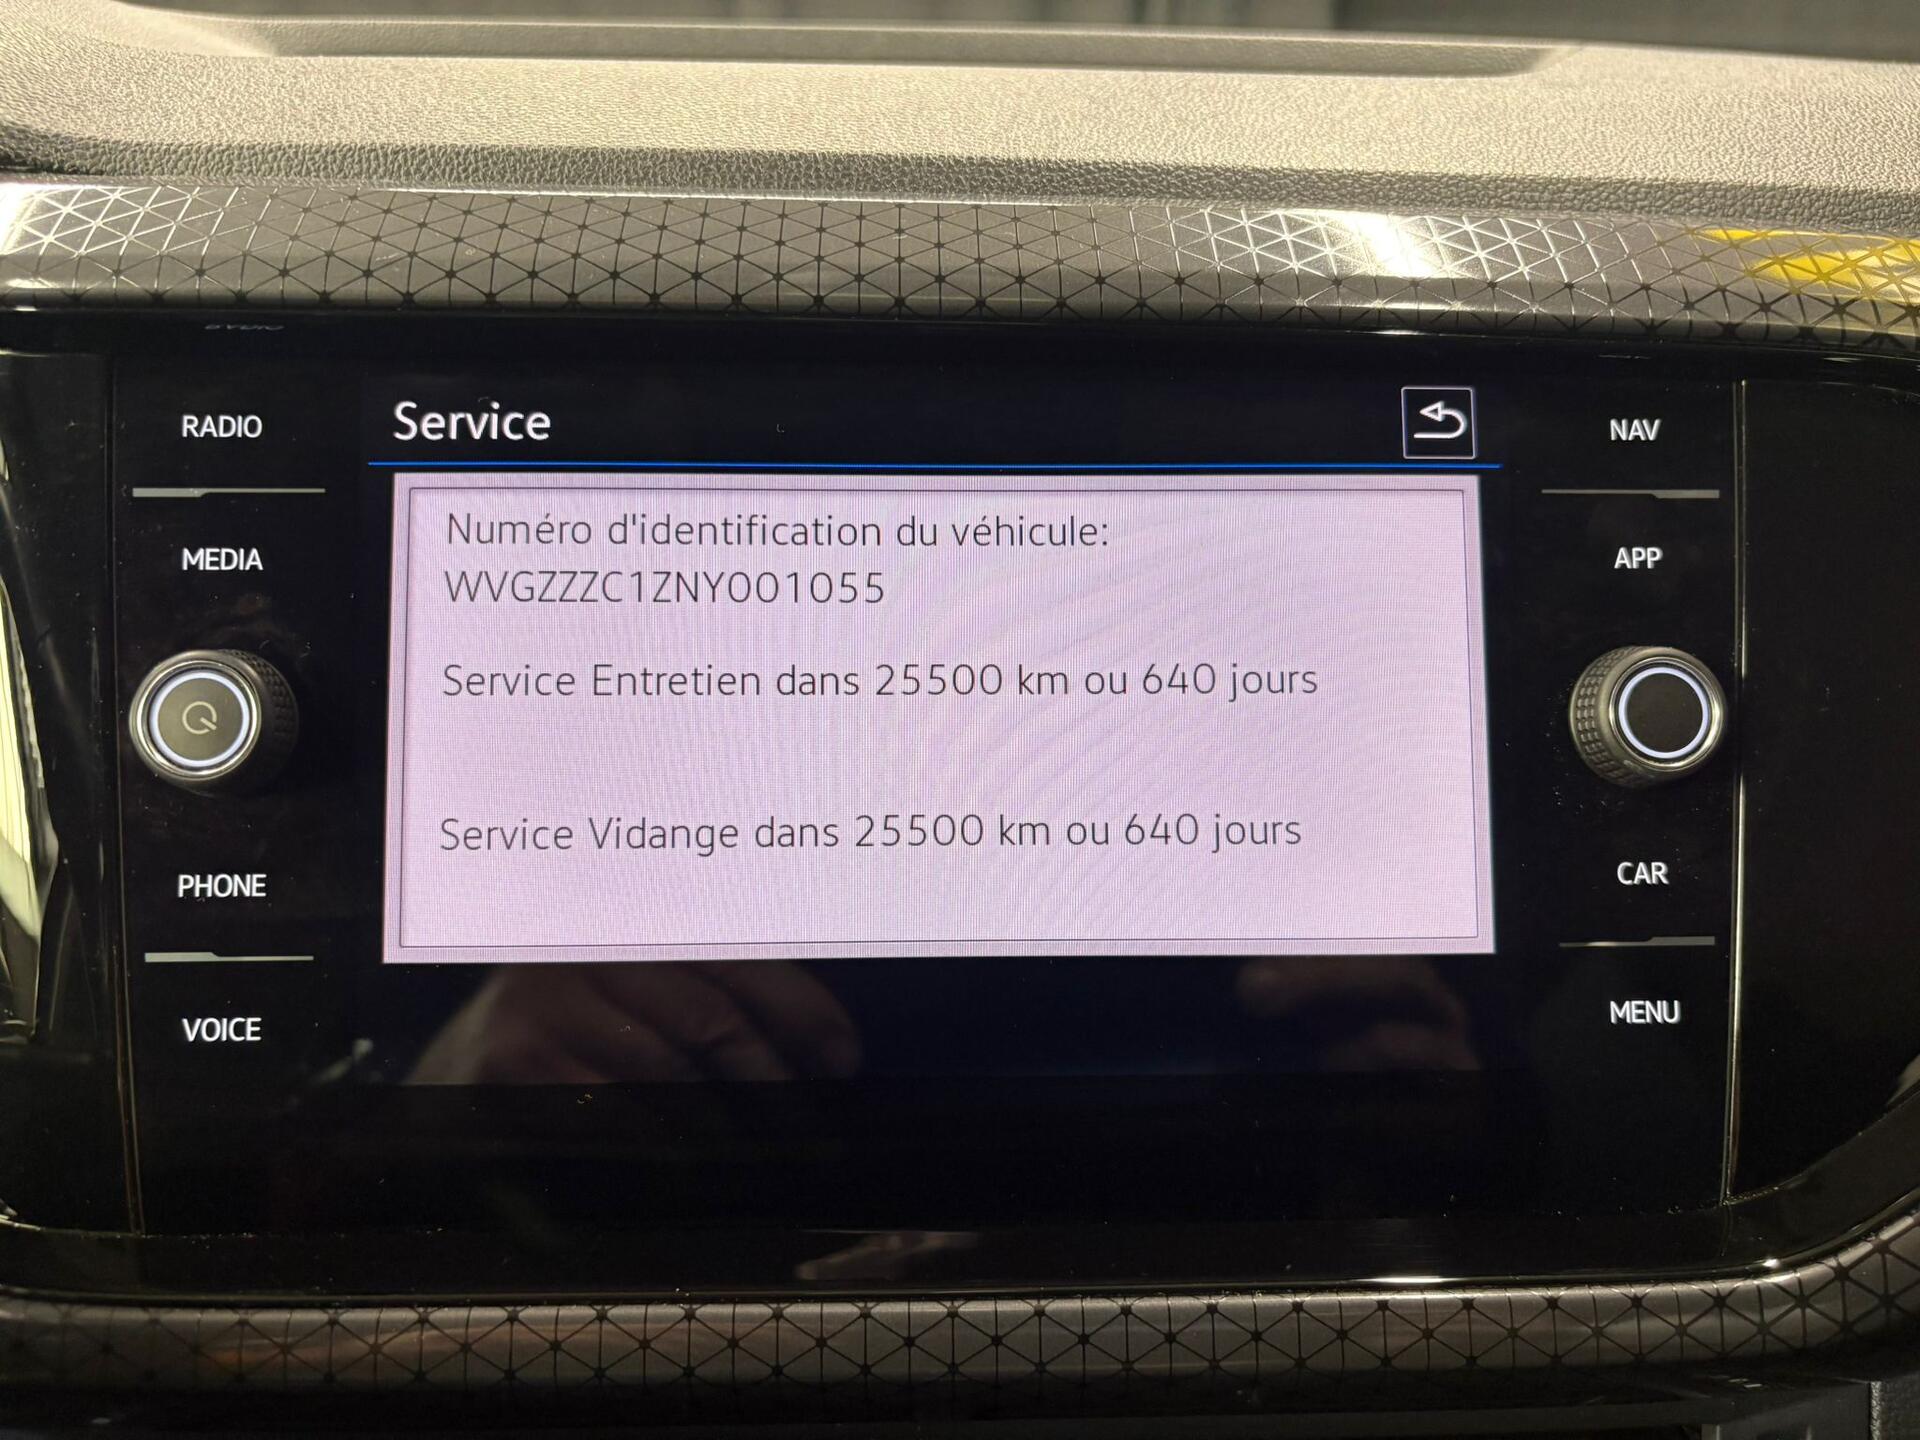 Service
RADIO
MEDIA
PHONE
VOICE
Numéro d'identification du véhicule:
WVGZZZC1ZNY001055
Service Entretien dans 25500 km ou 640 jours
Service Vidange dans 25500 km ou 640 jours
NAV
APP
CAR
MENU